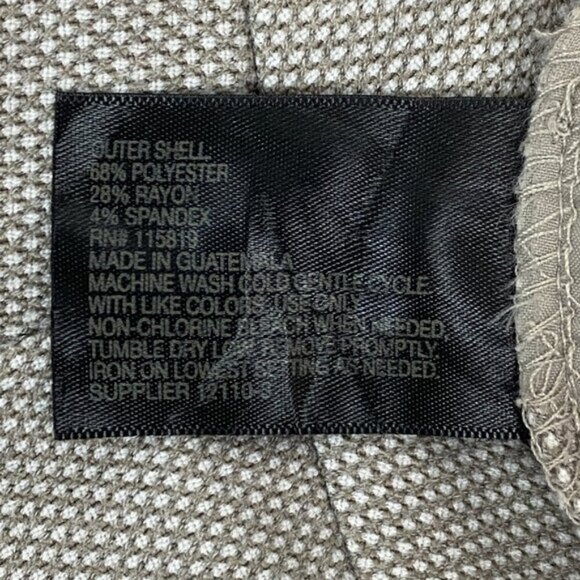 OUTER SHELL.
68% POLYESTER
28% RAYON
4% SPANDEX
RN# 115819
MADE IN GUATEMALA
MACHINE WASH COLD GENTLE CYCLE.
WITH LIKE COLORS. USE ONLY
NON-CHLORINE BLEACH WHEN NEEDED.
TUMBLE DRY LOW. REMOVE PROMPTLY.
IRON ON LOWEST SETTING AS NEEDED.
SUPPLIER